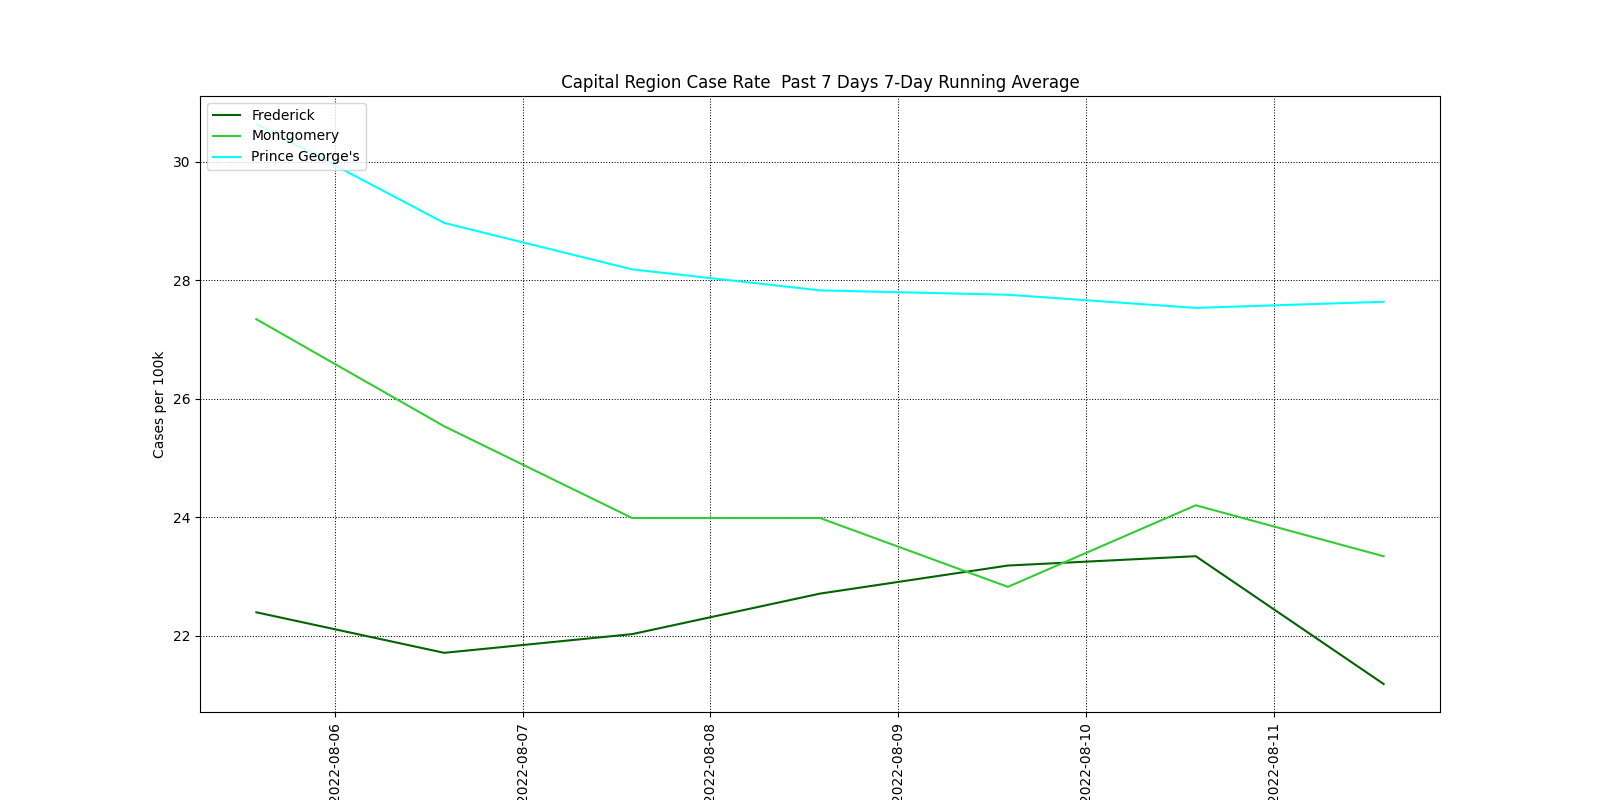 Capital Region Case Rate  Past 7 Days 7-Day Running Average
Frederick
Montgomery
Prince George's
30
28
26
24
22
Cases per 100k
2022-08-06
2022-08-07
2022-08-08
2022-08-09
2022-08-10
2022-08-11